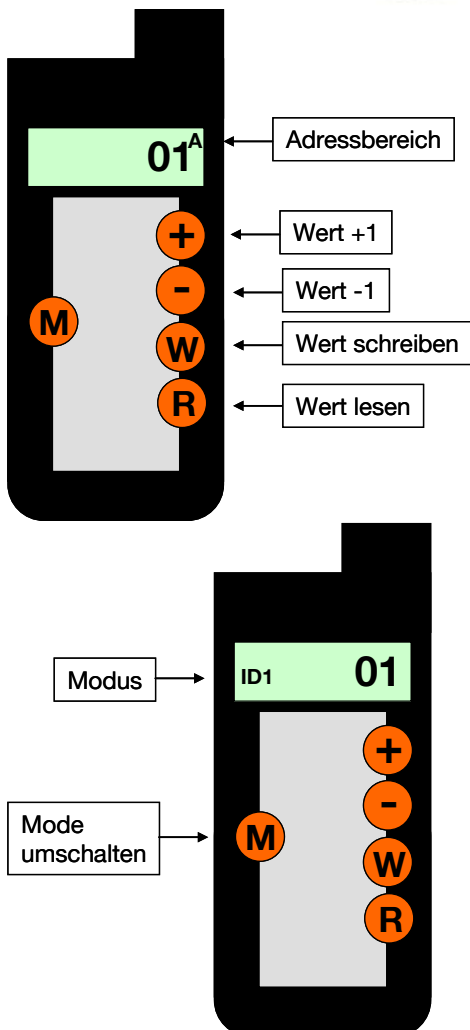 01A
Adressbereich
+
Wert +1
-
Wert -1
M
W
Wert schreiben
R
Wert lesen
Modus
ID1 01
+
-
Mode
umschalten
M
W
R